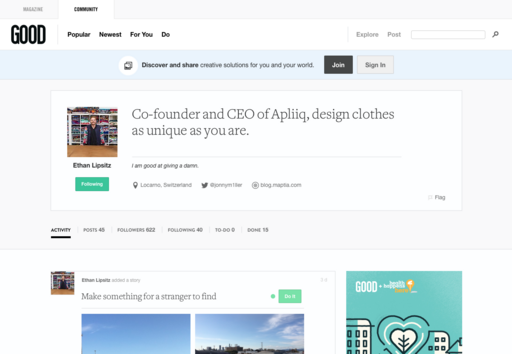 MAGAZINE
COMMUNITY
GOOD
Popular Newest For You Do
Explore Post
Discover and share creative solutions for you and your world.
Join
Sign In
Co-founder and CEO of Apliiq, design clothes
as unique as you are.
Ethan Lipsitz
I am good at giving a damn.
Following
Locarno, Switzerland
@jonnym1ller
blog.maptia.com
Flag
ACTIVITY
POSTS 45
FOLLOWERS 622
FOLLOWING 40
TO-DO 0
DONE 15
Ethan Lipsitz added a story
Make something for a stranger to find
Do it
GOOD